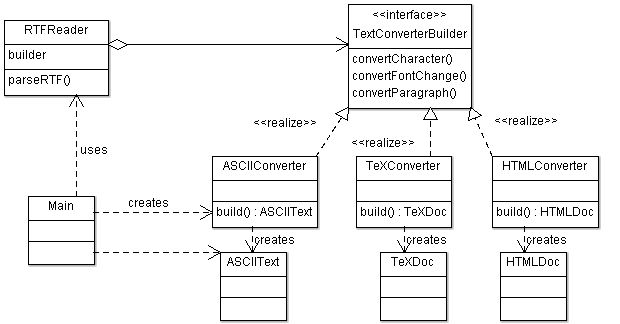 RTFReader
builder
parseRTF()
<<interface>>
TextConverterBuilder
convertCharacter()
convertFontChange()
convertParagraph()
<<realize>>
<<realize>>
<<realize>>
uses
ASCIIConverter
build() : ASCIIText
TeXConverter
build() : TeXDoc
HTMLConverter
build() : HTMLDoc
Main
creates
creates
creates
creates
ASCIIText
TeXDoc
HTMLDoc